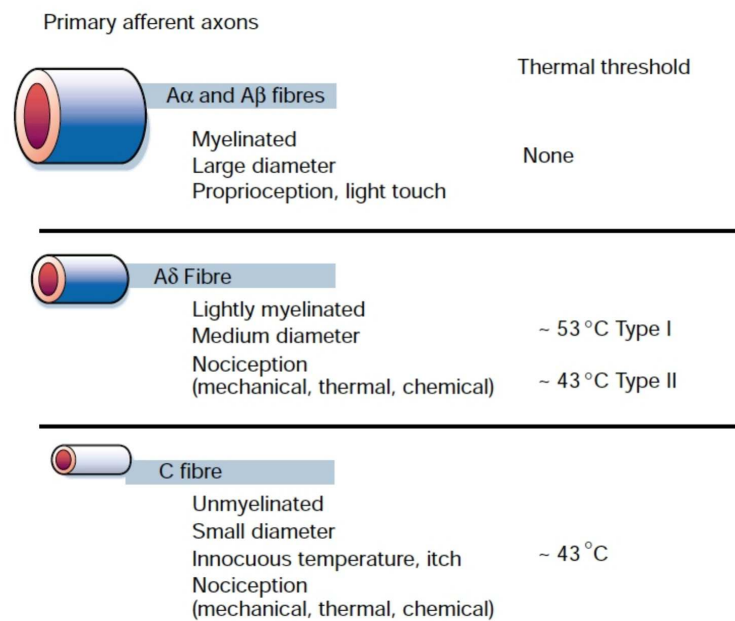 Primary afferent axons
Thermal threshold
Aα and Aβ fibres
Myelinated
Large diameter
Proprioception, light touch
None
Aδ Fibre
Lightly myelinated
Medium diameter
Nociception
(mechanical, thermal, chemical)
~ 53 °C Type I
~ 43 °C Type II
C fibre
Unmyelinated
Small diameter
Innocuous temperature, itch
Nociception
(mechanical, thermal, chemical)
~ 43 °C